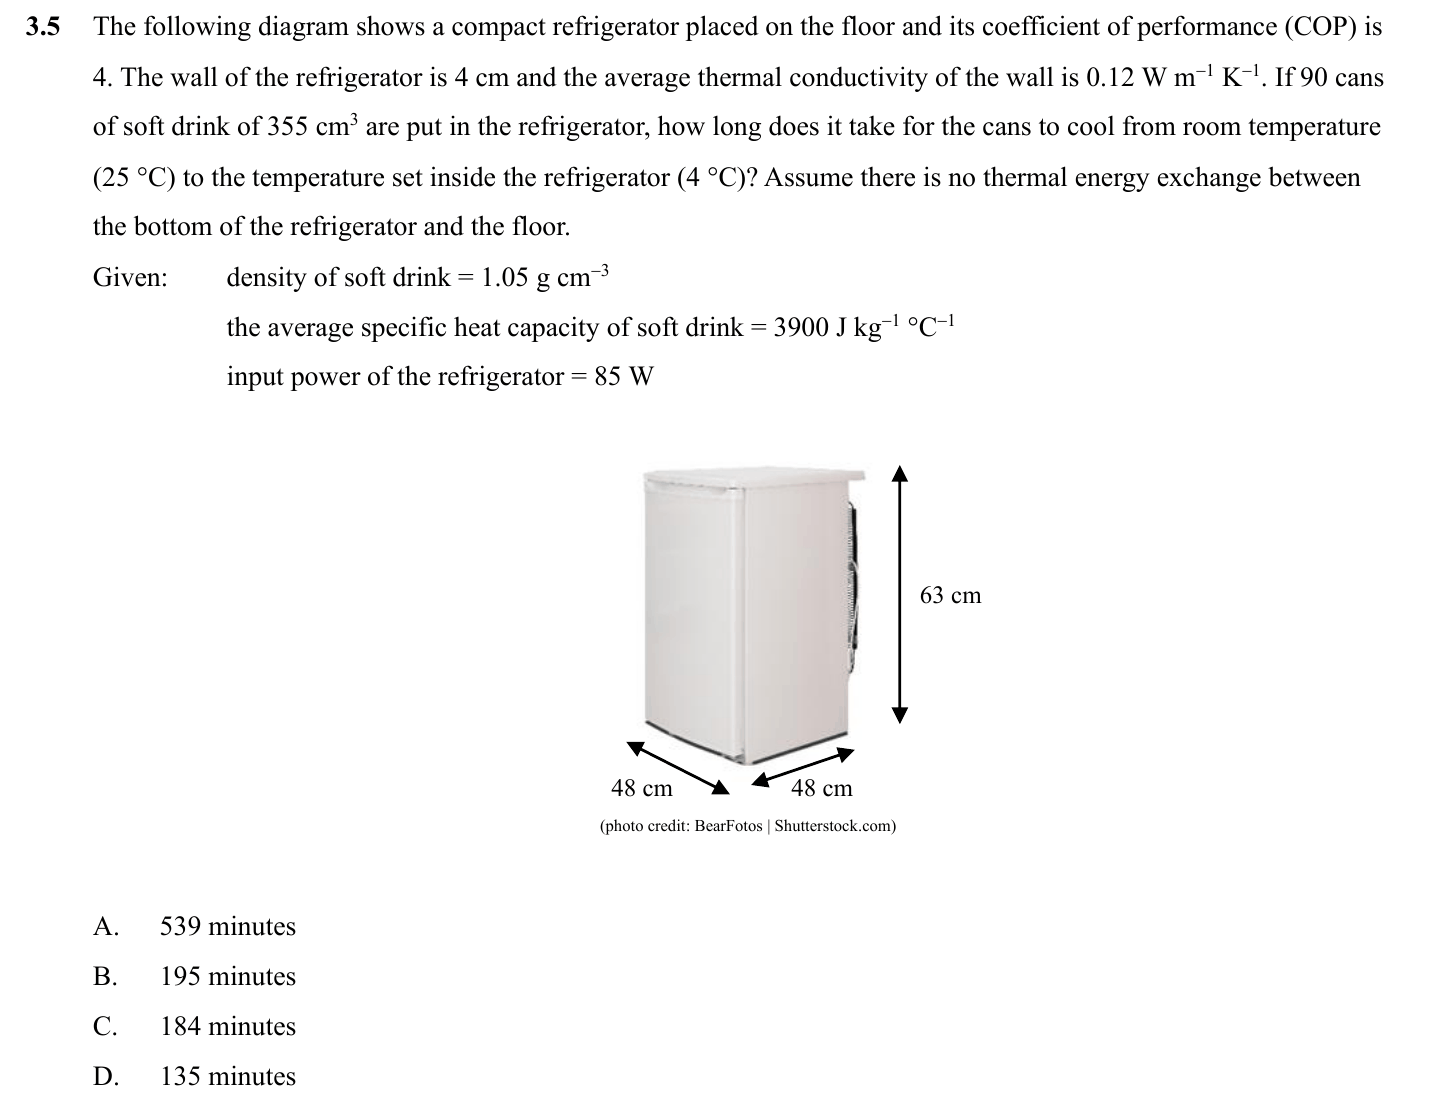 3.5 The following diagram shows a compact refrigerator placed on the floor and its coefficient of performance (COP) is
4. The wall of the refrigerator is 4 cm and the average thermal conductivity of the wall is 0.12 W m⁻¹ K⁻¹. If 90 cans
of soft drink of 355 cm³ are put in the refrigerator, how long does it take for the cans to cool from room temperature
(25 °C) to the temperature set inside the refrigerator (4 °C)? Assume there is no thermal energy exchange between
the bottom of the refrigerator and the floor.
Given: density of soft drink = 1.05 g cm⁻³
the average specific heat capacity of soft drink = 3900 J kg⁻¹ °C⁻¹
input power of the refrigerator = 85 W
63 cm
48 cm 48 cm
(photo credit: BearFotos | Shutterstock.com)
A. 539 minutes
B. 195 minutes
C. 184 minutes
D. 135 minutes